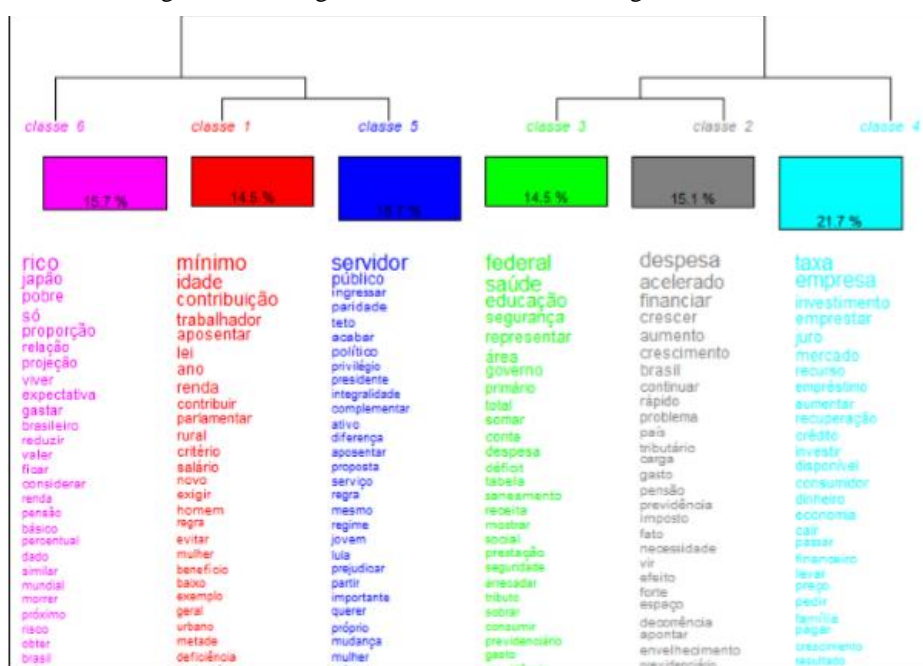 classe 6
classe 1
classe 5
classe 3
classe 2
classe 4
15.7 %
14.5 %
14.5 %
15.1 %
21.7 %
rico
japão
pobre
só
proporção
relação
projeção
viver
expectativa
gastar
brasileiro
reduzir
valer
ficar
considerar
renda
pensão
básico
percentual
dado
similar
mundial
morrer
próximo
risco
obter
brasil
mínimo
idade
contribuição
trabalhador
aposentar
lei
ano
renda
contribuir
parlamentar
rural
critério
salário
novo
exigir
homem
regra
evitar
mulher
benefício
baixo
exemplo
geral
urbano
metade
deficiência
servidor
público
ingressar
paridade
teto
acabar
político
privilégio
presidente
integralidade
complementar
ativo
diferença
aposentar
proposta
serviço
regra
mesmo
regime
jovem
lula
prejudicar
partir
importante
querer
próprio
mudança
mulher
federal
saúde
educação
segurança
representar
área
governo
primário
total
somar
conta
despesa
déficit
tabela
saneamento
receita
mostrar
social
prestação
seguridade
arrecadar
tributo
sobrar
consumir
previdenciário
gasto
despesa
acelerado
financiar
crescer
aumento
crescimento
brasil
continuar
rápido
problema
país
tributário
carga
gasto
pensão
previdência
imposto
fato
necessidade
vir
efeito
forte
espaço
decorrência
apontar
envelhecimento
previdenciário
taxa
empresa
investimento
emprestar
juro
mercado
recurso
empréstimo
aumentar
recuperação
crédito
investir
disponível
consumidor
dinheiro
economia
cair
passar
financeiro
levar
preço
pedir
família
pagar
crescimento
resultado